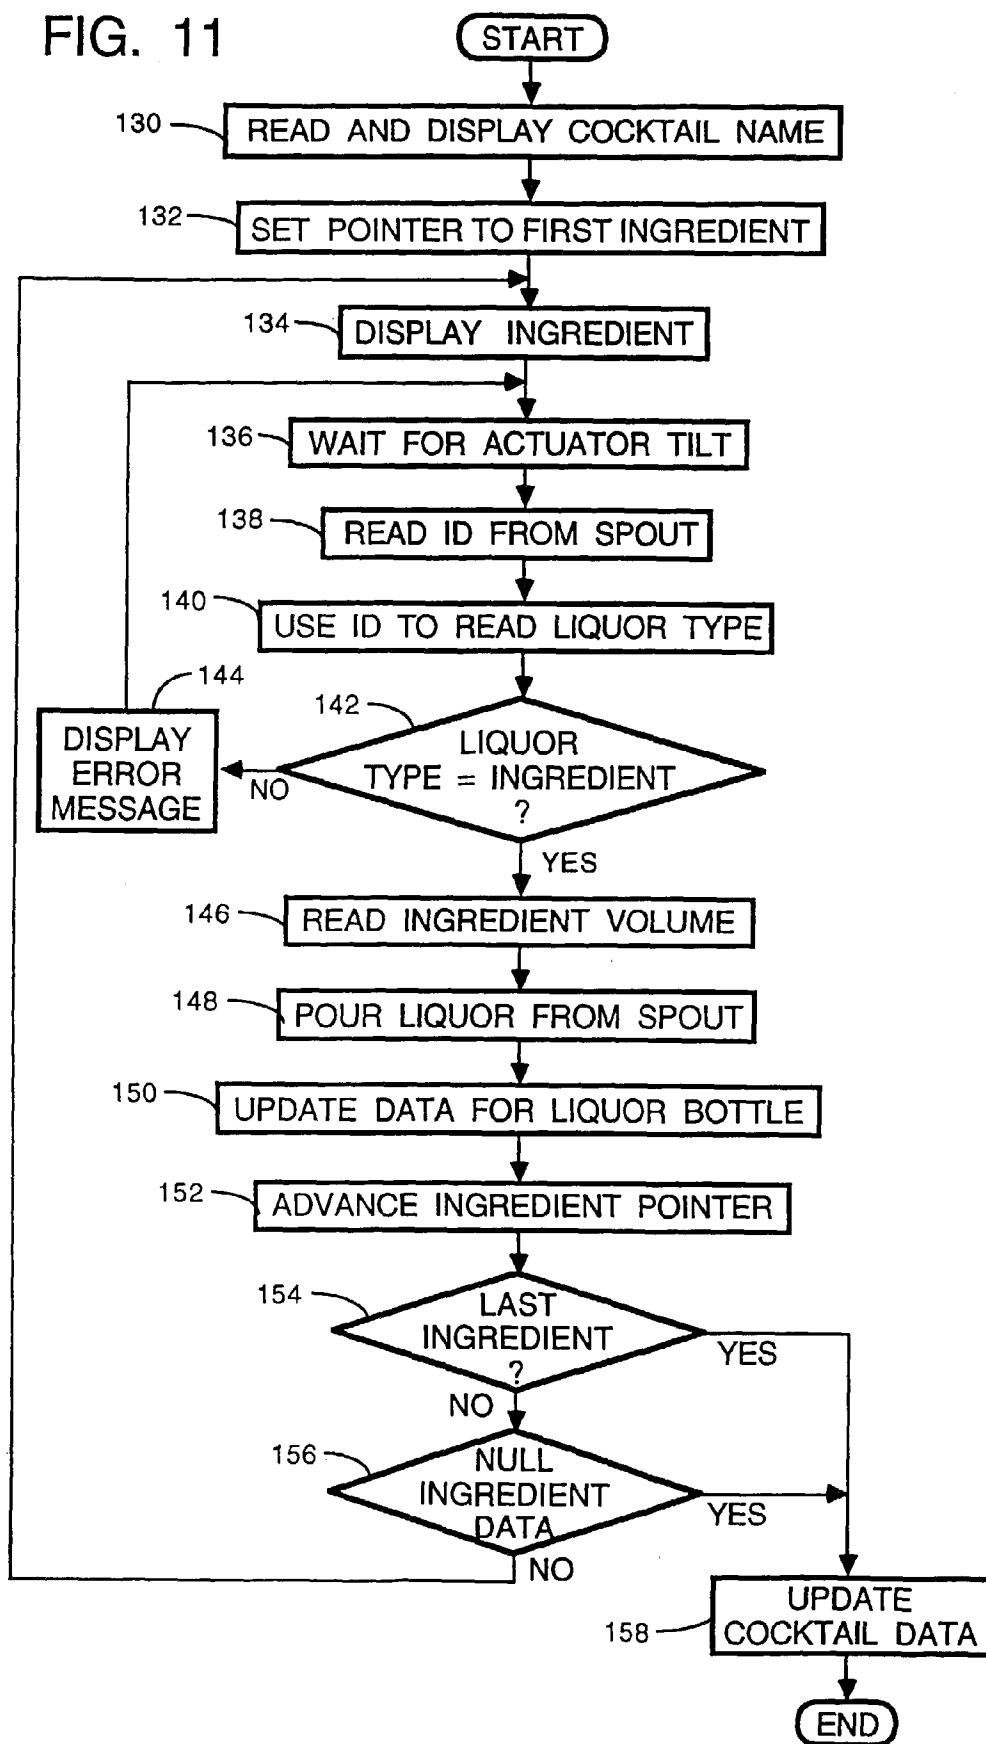 FIG. 11
START
130
READ AND DISPLAY COCKTAIL NAME
132
SET POINTER TO FIRST INGREDIENT
134
DISPLAY INGREDIENT
136
WAIT FOR ACTUATOR TILT
138
READ ID FROM SPOUT
140
USE ID TO READ LIQUOR TYPE
144
DISPLAY
ERROR
MESSAGE
142
LIQUOR
TYPE = INGREDIENT
?
NO
YES
146
READ INGREDIENT VOLUME
148
POUR LIQUOR FROM SPOUT
150
UPDATE DATA FOR LIQUOR BOTTLE
152
ADVANCE INGREDIENT POINTER
154
LAST
INGREDIENT
?
YES
NO
156
NULL
INGREDIENT
DATA
YES
NO
158
UPDATE
COCKTAIL DATA
END